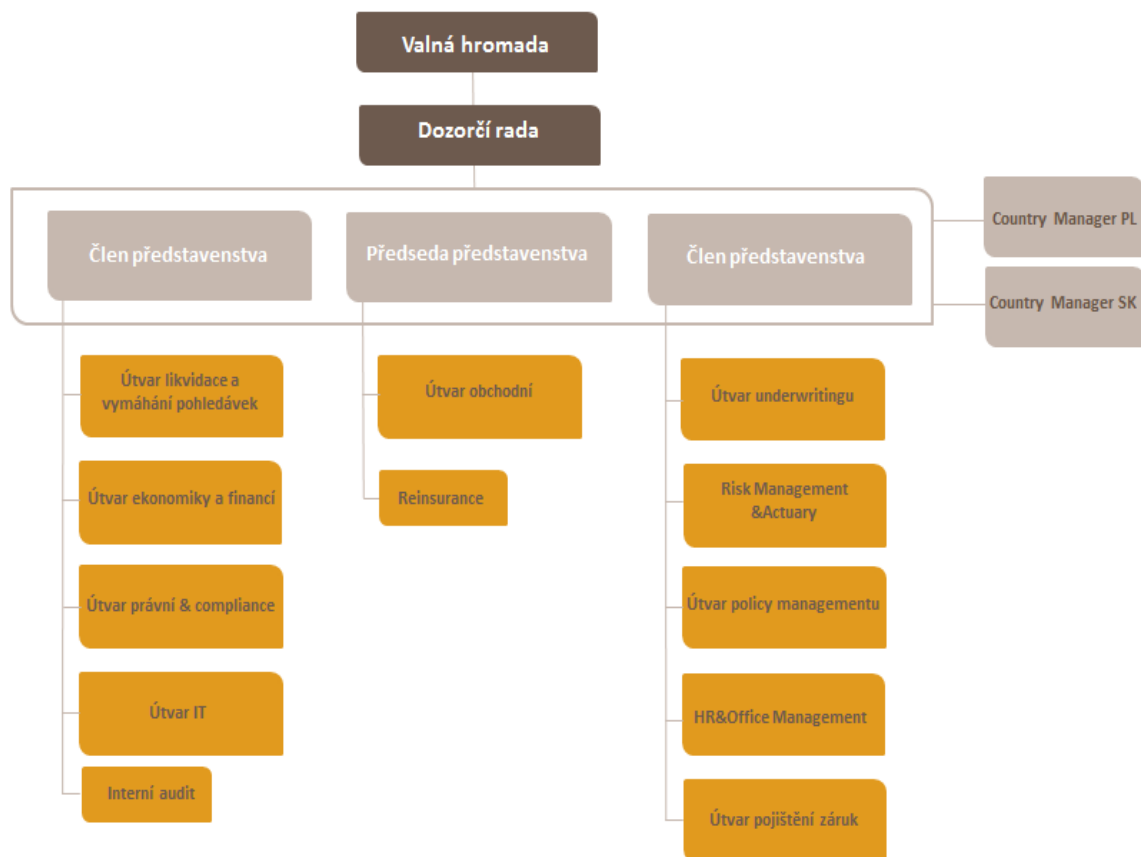 Valná hromada
Dozorčí rada
Člen představenstva
Předseda představenstva
Člen představenstva
Country Manager PL
Country Manager SK
Útvar likvidace a
vymáhání pohledávek
Útvar ekonomiky a financí
Útvar právní & compliance
Útvar IT
Interní audit
Útvar obchodní
Reinsurance
Útvar underwritingu
Risk Management
&Actuary
Útvar policy managementu
HR&Office Management
Útvar pojištění záruk